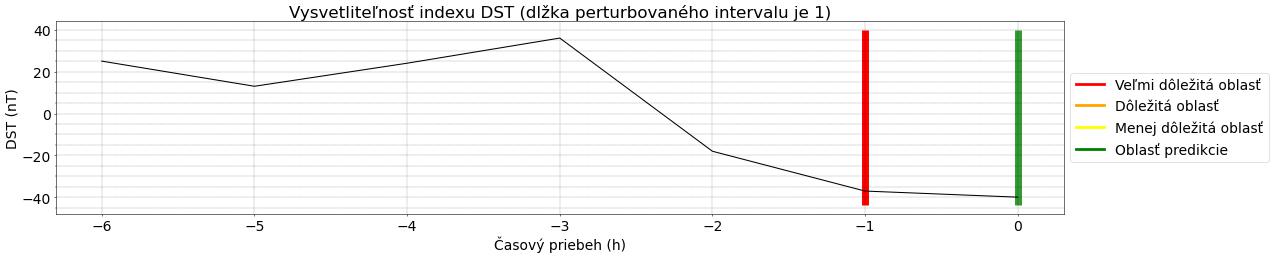 Vysvetliteľnosť indexu DST (dĺžka perturbovaného intervalu je 1)
DST (nT)
40
20
0
−20
−40
−6 −5 −4 −3 −2 −1 0
Časový priebeh (h)
Veľmi dôležitá oblasť
Dôležitá oblasť
Menej dôležitá oblasť
Oblasť predikcie